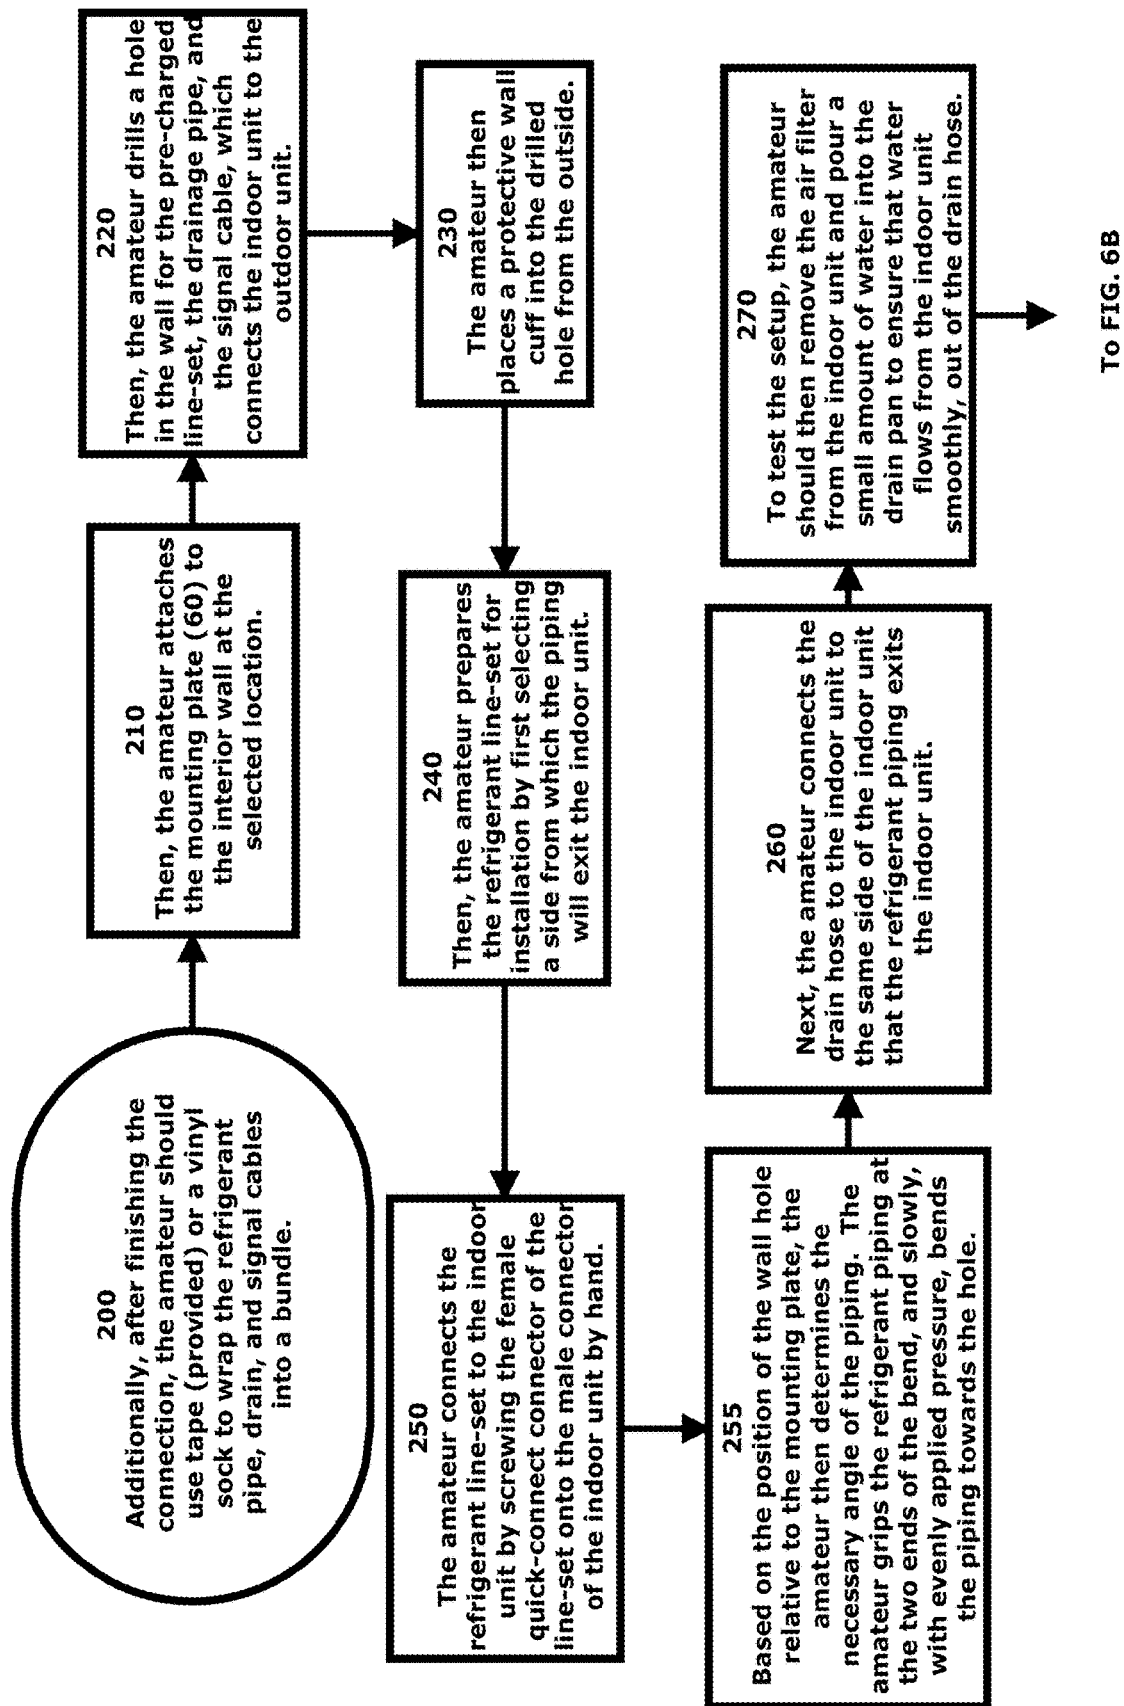 200
Additionally, after finishing the
connection, the amateur should
use tape (provided) or a vinyl
sock to wrap the refrigerant
pipe, drain, and signal cables
into a bundle.
210
Then, the amateur attaches
the mounting plate (60) to
the interior wall at the
selected location.
220
Then, the amateur drills a hole
in the wall for the pre-charged
line-set, the drainage pipe, and
the signal cable, which
connects the indoor unit to the
outdoor unit.
230
The amateur then
places a protective wall
cuff into the drilled
hole from the outside.
240
Then, the amateur prepares
the refrigerant line-set for
installation by first selecting
a side from which the piping
will exit the indoor unit.
250
The amateur connects the
refrigerant line-set to the indoor
unit by screwing the female
quick-connect connector of the
line-set onto the male connector
of the indoor unit by hand.
255
Based on the position of the wall hole
relative to the mounting plate, the
amateur then determines the
necessary angle of the piping. The
amateur grips the refrigerant piping at
the two ends of the bend, and slowly,
with evenly applied pressure, bends
the piping towards the hole.
260
Next, the amateur connects the
drain hose to the indoor unit to
the same side of the indoor unit
that the refrigerant piping exits
the indoor unit.
270
To test the setup, the amateur
should then remove the air filter
from the indoor unit and pour a
small amount of water into the
drain pan to ensure that water
flows from the indoor unit
smoothly, out of the drain hose.
To FIG. 6B